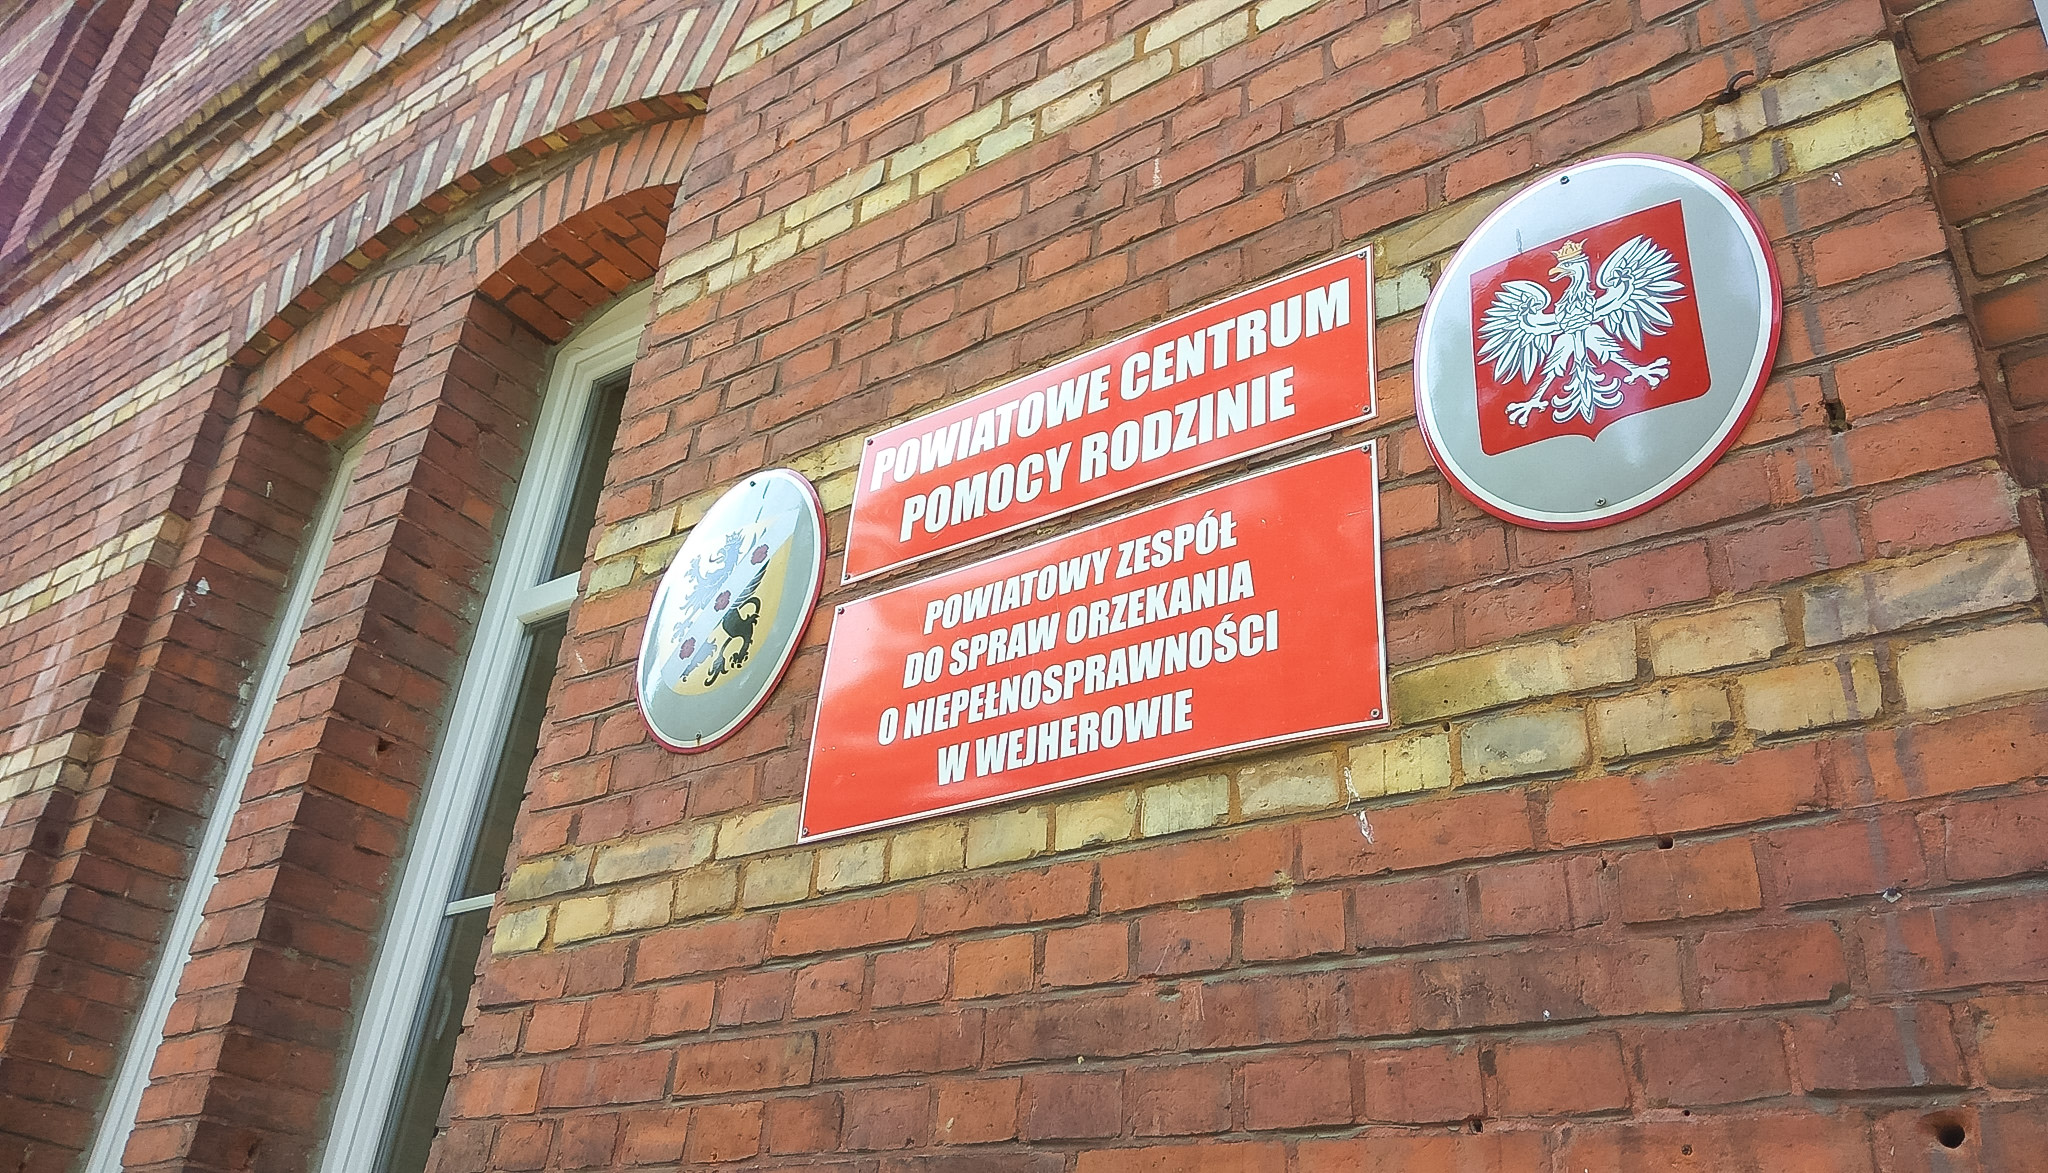 POWIATOWE CENTRUM
POMOCY RODZINIE
POWIATOWY ZESPÓŁ
DO SPRAW ORZEKANIA
O NIEPEŁNOSPRAWNOŚCI
W WEJHEROWIE